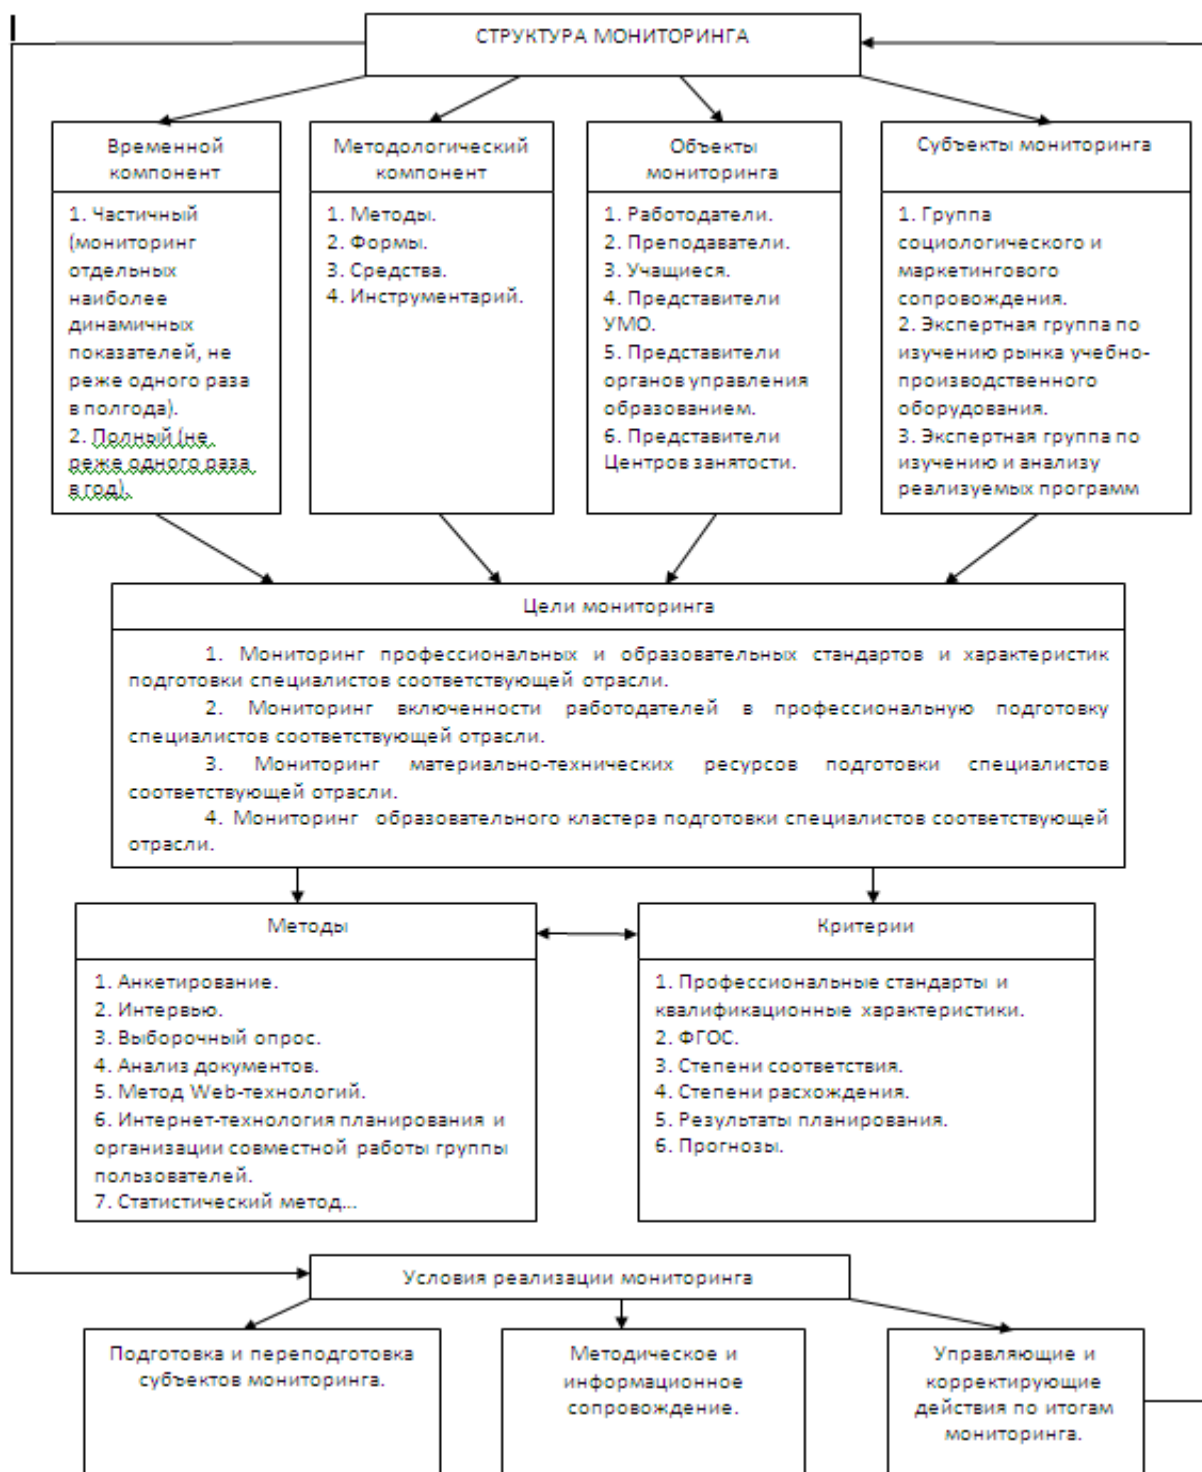 СТРУКТУРА МОНИТОРИНГА
Временной
компонент
1. Частичный
(мониторинг
отдельных
наиболее
динамичных
показателей, не
реже одного раза
в полгода).
2. Полный (не
реже одного раза
в год).
Методологический
компонент
1. Методы.
2. Формы.
3. Средства.
4. Инструментарий.
Объекты
мониторинга
1. Работодатели.
2. Преподаватели.
3. Учащиеся.
4. Представители
УМО.
5. Представители
органов управления
образованием.
6. Представители
Центров занятости.
Субъекты мониторинга
1. Группа
социологического и
маркетингового
сопровождения.
2. Экспертная группа по
изучению рынка учебно-
производственного
оборудования.
3. Экспертная группа по
изучению и анализу
реализуемых программ
Цели мониторинга
1. Мониторинг профессиональных и образовательных стандартов и характеристик
подготовки специалистов соответствующей отрасли.
2. Мониторинг включенности работодателей в профессиональную подготовку
специалистов соответствующей отрасли.
3. Мониторинг материально-технических ресурсов подготовки специалистов
соответствующей отрасли.
4. Мониторинг образовательного кластера подготовки специалистов соответствующей
отрасли.
Методы
1. Анкетирование.
2. Интервью.
3. Выборочный опрос.
4. Анализ документов.
5. Метод Web-технологий.
6. Интернет-технология планирования и
организации совместной работы группы
пользователей.
7. Статистический метод...
Критерии
1. Профессиональные стандарты и
квалификационные характеристики.
2. ФГОС.
3. Степени соответствия.
4. Степени расхождения.
5. Результаты планирования.
6. Прогнозы.
Условия реализации мониторинга
Подготовка и переподготовка
субъектов мониторинга.
Методическое и
информационное
сопровождение.
Управляющие и
корректирующие
действия по итогам
мониторинга.